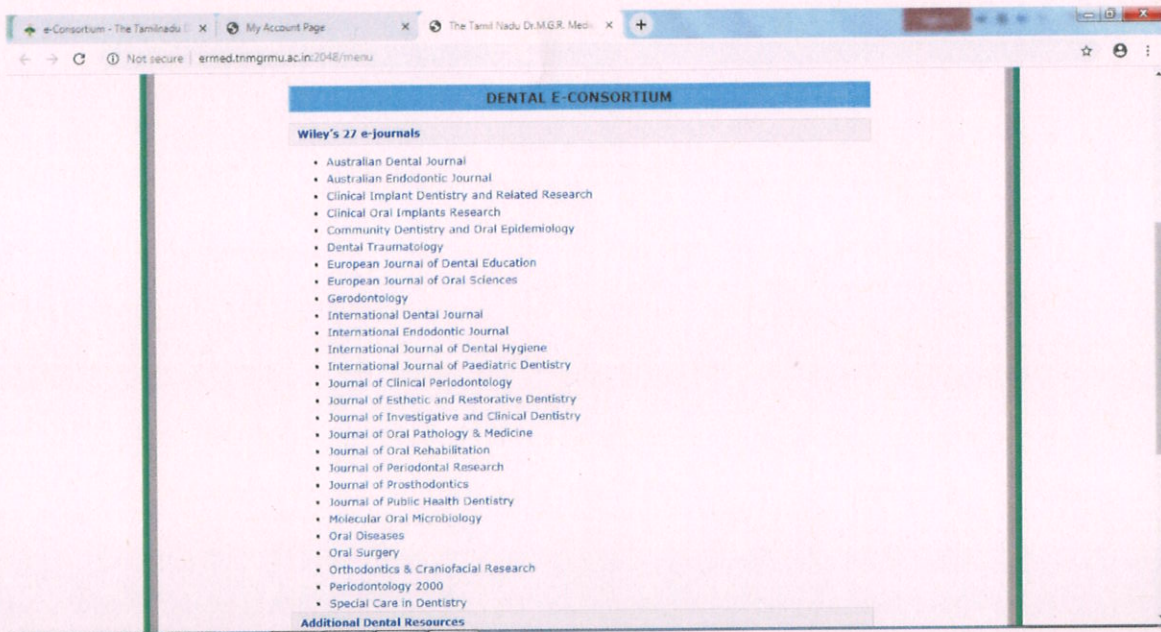 e-Consortium - The Tamilnadu D
My Account Page
The Tamil Nadu Dr.M.G.R. Medi
Not secure | ermed.tnmgrmu.ac.in:2048/menu
DENTAL E-CONSORTIUM
Wiley's 27 e-journals
• Australian Dental Journal
• Australian Endodontic Journal
• Clinical Implant Dentistry and Related Research
• Clinical Oral Implants Research
• Community Dentistry and Oral Epidemiology
• Dental Traumatology
• European Journal of Dental Education
• European Journal of Oral Sciences
• Gerodontology
• International Dental Journal
• International Endodontic Journal
• International Journal of Dental Hygiene
• International Journal of Paediatric Dentistry
• Journal of Clinical Periodontology
• Journal of Esthetic and Restorative Dentistry
• Journal of Investigative and Clinical Dentistry
• Journal of Oral Pathology & Medicine
• Journal of Oral Rehabilitation
• Journal of Periodontal Research
• Journal of Prosthodontics
• Journal of Public Health Dentistry
• Molecular Oral Microbiology
• Oral Diseases
• Oral Surgery
• Orthodontics & Craniofacial Research
• Periodontology 2000
• Special Care in Dentistry
Additional Dental Resources